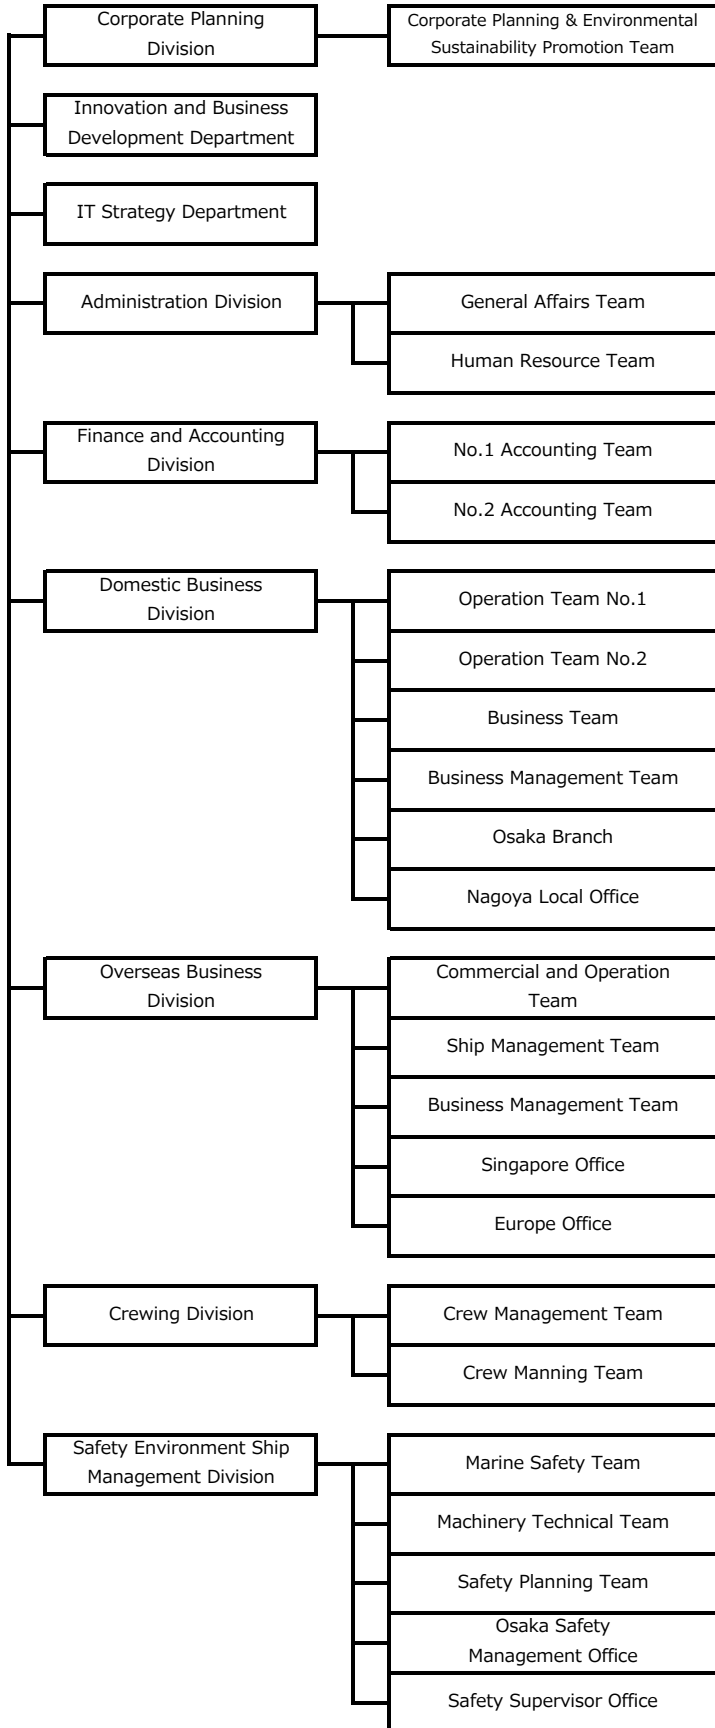 Corporate Planning
Division
Corporate Planning & Environmental
Sustainability Promotion Team
Innovation and Business
Development Department
IT Strategy Department
Administration Division
General Affairs Team
Human Resource Team
Finance and Accounting
Division
No.1 Accounting Team
No.2 Accounting Team
Domestic Business
Division
Operation Team No.1
Operation Team No.2
Business Team
Business Management Team
Osaka Branch
Nagoya Local Office
Overseas Business
Division
Commercial and Operation
Team
Ship Management Team
Business Management Team
Singapore Office
Europe Office
Crewing Division
Crew Management Team
Crew Manning Team
Safety Environment Ship
Management Division
Marine Safety Team
Machinery Technical Team
Safety Planning Team
Osaka Safety
Management Office
Safety Supervisor Office